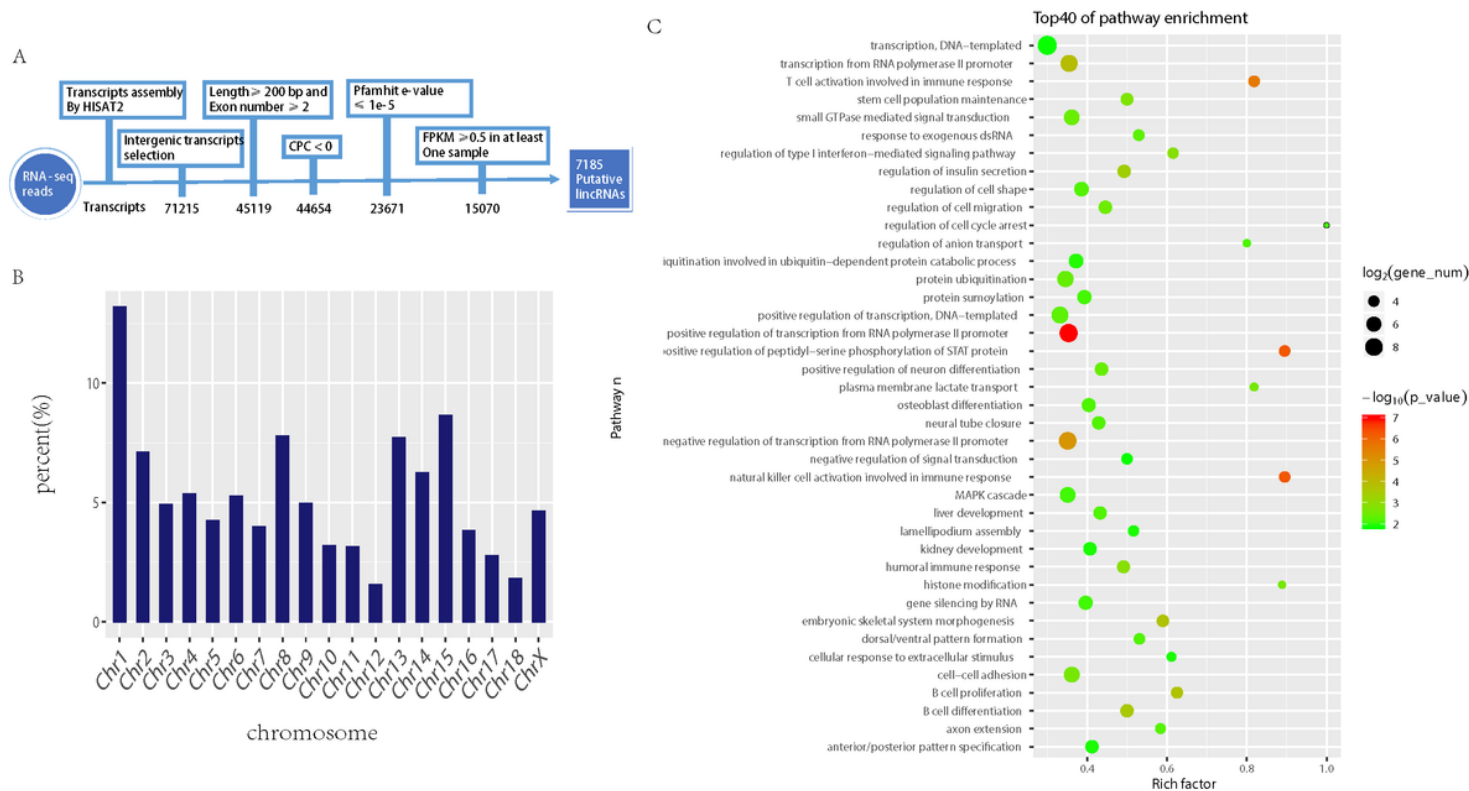 A
Transcripts assembly
By HISAT2
Length ≥ 200 bp and
Exon number ≥ 2
Pfamhit e-value
≤ 1e-5
Intergenic transcripts
selection
CPC < 0
FPKM ≥0.5 in at least
One sample
RNA-seq
reads
7185
Putative
lincRNAs
Transcripts 71215 45119 44654 23671 15070
B
percent(%)
10
5
0
Chr1 Chr2 Chr3 Chr4 Chr5 Chr6 Chr7 Chr8 Chr9 Chr10 Chr11 Chr12 Chr13 Chr14 Chr15 Chr16 Chr17 Chr18 ChrX
chromosome
C
Top40 of pathway enrichment
Pathway n
transcription, DNA−templated
transcription from RNA polymerase II promoter
T cell activation involved in immune response
stem cell population maintenance
small GTPase mediated signal transduction
response to exogenous dsRNA
regulation of type I interferon−mediated signaling pathway
regulation of insulin secretion
regulation of cell shape
regulation of cell migration
regulation of cell cycle arrest
regulation of anion transport
iquitination involved in ubiquitin−dependent protein catabolic process
protein ubiquitination
protein sumoylation
positive regulation of transcription, DNA−templated
positive regulation of transcription from RNA polymerase II promoter
ositive regulation of peptidyl−serine phosphorylation of STAT protein
positive regulation of neuron differentiation
plasma membrane lactate transport
osteoblast differentiation
neural tube closure
negative regulation of transcription from RNA polymerase II promoter
negative regulation of signal transduction
natural killer cell activation involved in immune response
MAPK cascade
liver development
lamellipodium assembly
kidney development
humoral immune response
histone modification
gene silencing by RNA
embryonic skeletal system morphogenesis
dorsal/ventral pattern formation
cellular response to extracellular stimulus
cell−cell adhesion
B cell proliferation
B cell differentiation
axon extension
anterior/posterior pattern specification
0.4 0.6 0.8 1.0
Rich factor
log2(gene_num)
4
6
8
−log10(p_value)
7
6
5
4
3
2